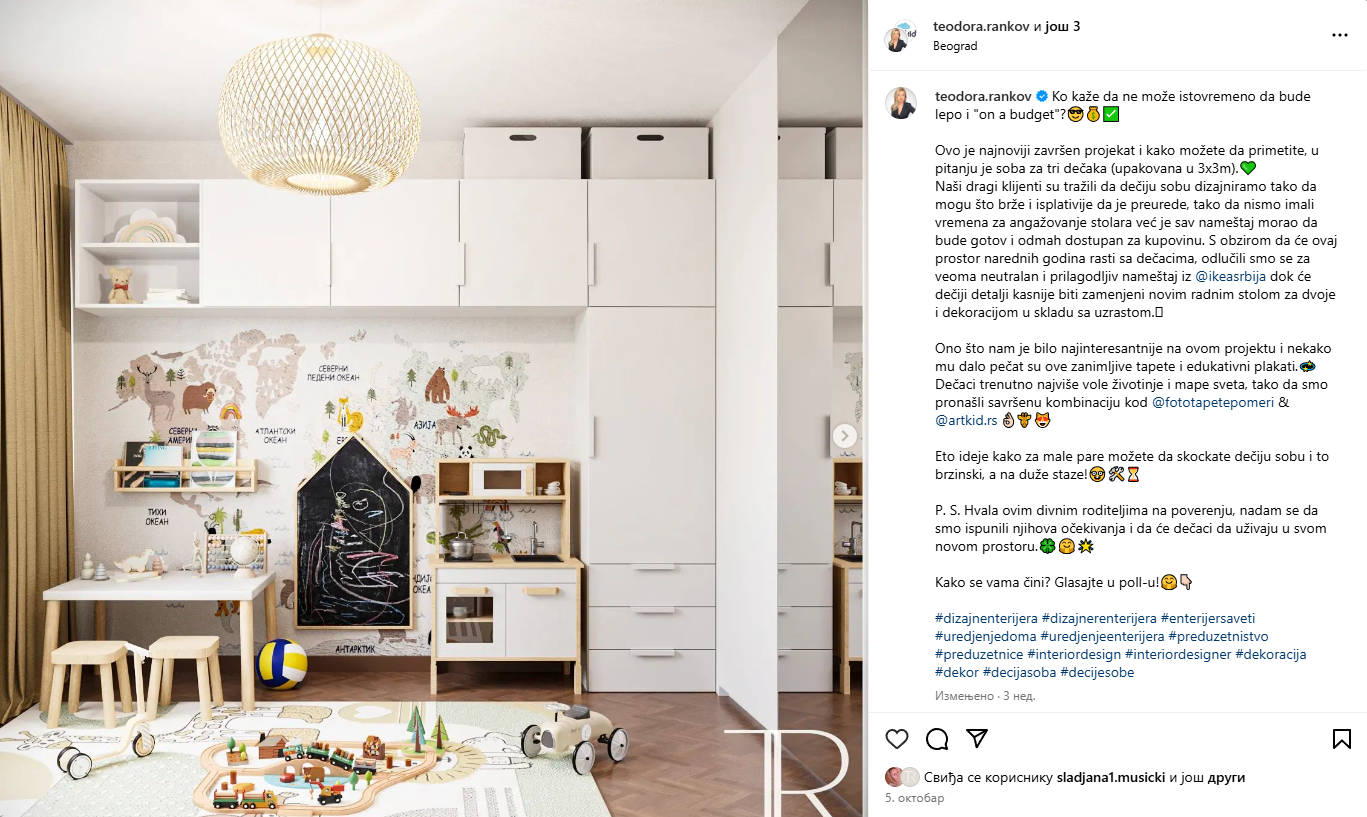 СЕВЕРНИ
ЛЕДЕНИ ОКЕАН
СЕВЕРНА
АМЕРИКА
АТЛАНТСКИ
ОКЕАН
АЗИЈА
ТИХИ
ОКЕАН
АНТАРКТИК
TR
teodora.rankov и још 3
Beograd
teodora.rankov Ko kaže da ne može istovremeno da bude
lepo i "on a budget"?😎💰✅
Ovo je najnoviji završen projekat i kako možete da primetite, u
pitanju je soba za tri dečaka (upakovana u 3x3m).💚
Naši dragi klijenti su tražili da dečiju sobu dizajniramo tako da
mogu što brže i isplativije da je preurede, tako da nismo imali
vremena za angažovanje stolara već je sav nameštaj morao da
bude gotov i odmah dostupan za kupovinu. S obzirom da će ovaj
prostor narednih godina rasti sa dečacima, odlučili smo se za
veoma neutralan i prilagodljiv nameštaj iz @ikeasrbija dok će
dečiji detalji kasnije biti zamenjeni novim radnim stolom za dvoje
i dekoracijom u skladu sa uzrastom.
Ono što nam je bilo najinteresantnije na ovom projektu i nekako
mu dalo pečat su ove zanimljive tapete i edukativni plakati.
Dečaci trenutno najviše vole životinje i mape sveta, tako da smo
pronašli savršenu kombinaciju kod @fototapetepomeri &
@artkid.rs
Eto ideje kako za male pare možete da skockate dečiju sobu i to
brzinski, a na duže staze!🤓🛠⌛
P. S. Hvala ovim divnim roditeljima na poverenju, nadam se da
smo ispunili njihova očekivanja i da će dečaci da uživaju u svom
novom prostoru.🍀🤗🌟
Kako se vama čini? Glasajte u poll-u!🤗👇🏻
#dizajnenterijera #dizajnerenterijera #enterijersaveti
#uredjenjedoma #uredjenjeenterijera #preduzetnistvo
#preduzetnice #interiordesign #interiordesigner #dekoracija
#dekor #decijasoba #decijesobe
Измењено · 3 нед.
Свиђа се кориснику sladjana1.musicki и још други
5. октобар